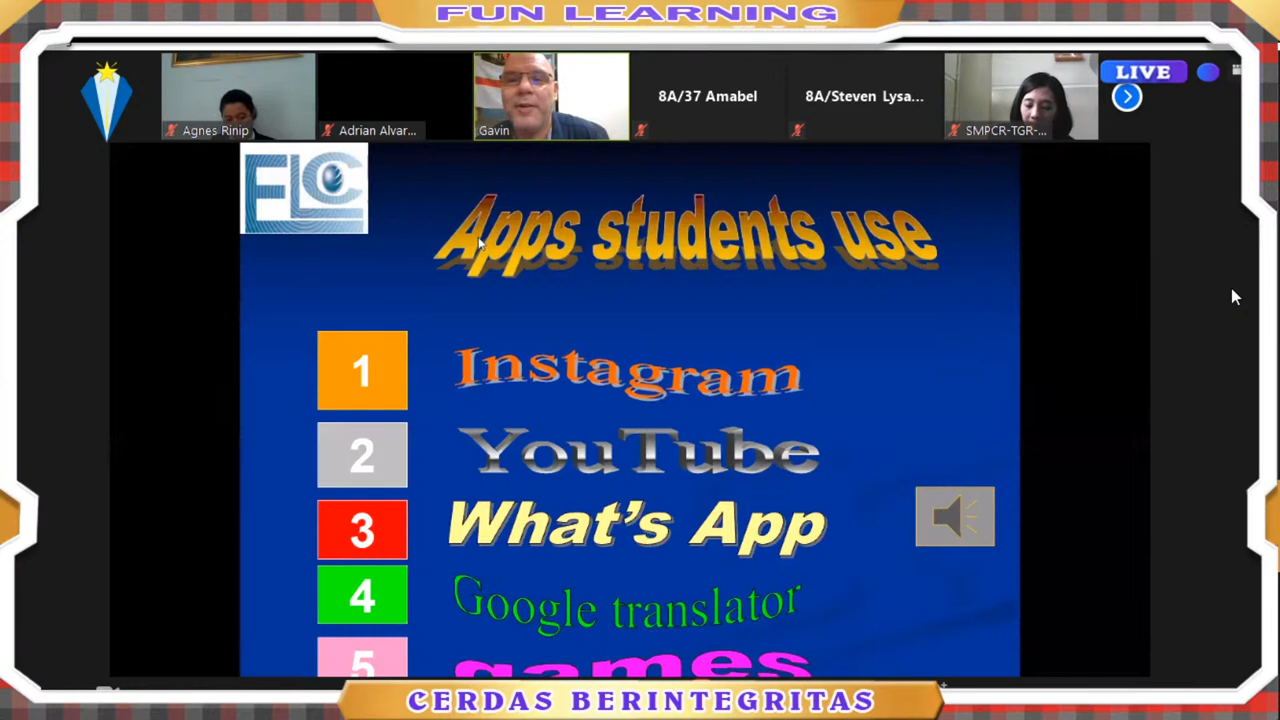 FUN LEARNING
LIVE
Agnes Rinip
Adrian Alvar...
Gavin
8A/37 Amabel
8A/Steven Lysa...
SMPCR-TGR-...
ELC
Apps students use
1 Instagram
2 YouTube
3 What's App
4 Google translator
5 games
CERDAS BERINTEGRITAS